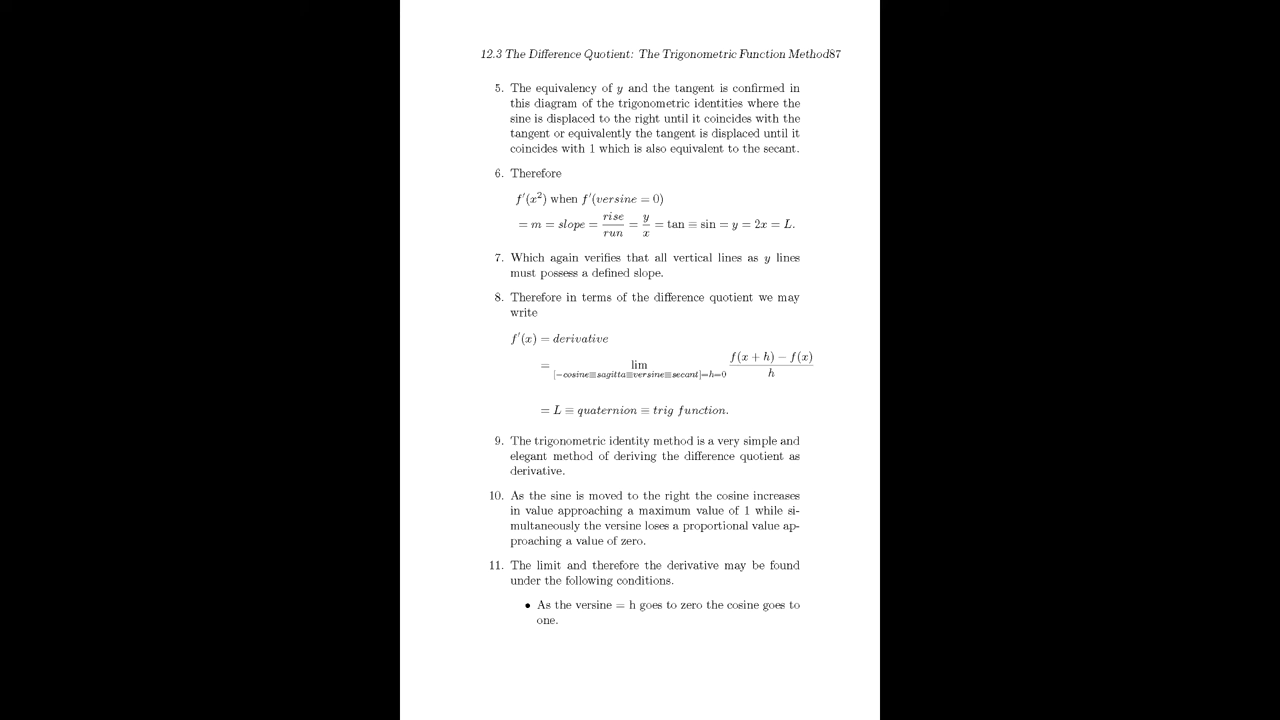 12.3 The Difference Quotient: The Trigonometric Function Method87
5. The equivalency of y and the tangent is confirmed in
this diagram of the trigonometric identities where the
sine is displaced to the right until it coincides with the
tangent or equivalently the tangent is displaced until it
coincides with 1 which is also equivalent to the secant.
6. Therefore
f′(x²) when f′(versine = 0)
= m = slope = rise/run = y/x = tan ≡ sin = y = 2x = L.
7. Which again verifies that all vertical lines as y lines
must possess a defined slope.
8. Therefore in terms of the difference quotient we may
write
f′(x) = derivative
= lim [−cosine≡sagitta≡versine≡secant]=h=0 f(x + h) − f(x)/h
= L ≡ quaternion ≡ trig function.
9. The trigonometric identity method is a very simple and
elegant method of deriving the difference quotient as
derivative.
10. As the sine is moved to the right the cosine increases
in value approaching a maximum value of 1 while si-
multaneously the versine loses a proportional value ap-
proaching a value of zero.
11. The limit and therefore the derivative may be found
under the following conditions.
• As the versine = h goes to zero the cosine goes to
one.